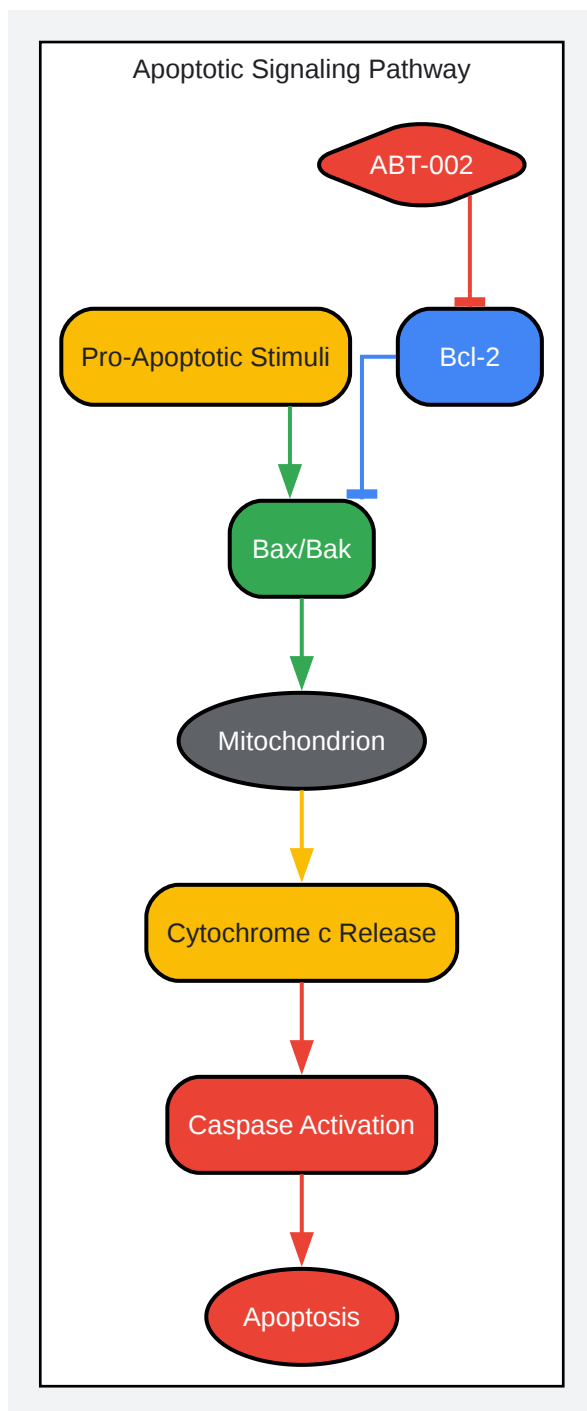 Apoptotic Signaling Pathway
ABT-002
Pro-Apoptotic Stimuli
Bcl-2
Bax/Bak
Mitochondrion
Cytochrome c Release
Caspase Activation
Apoptosis